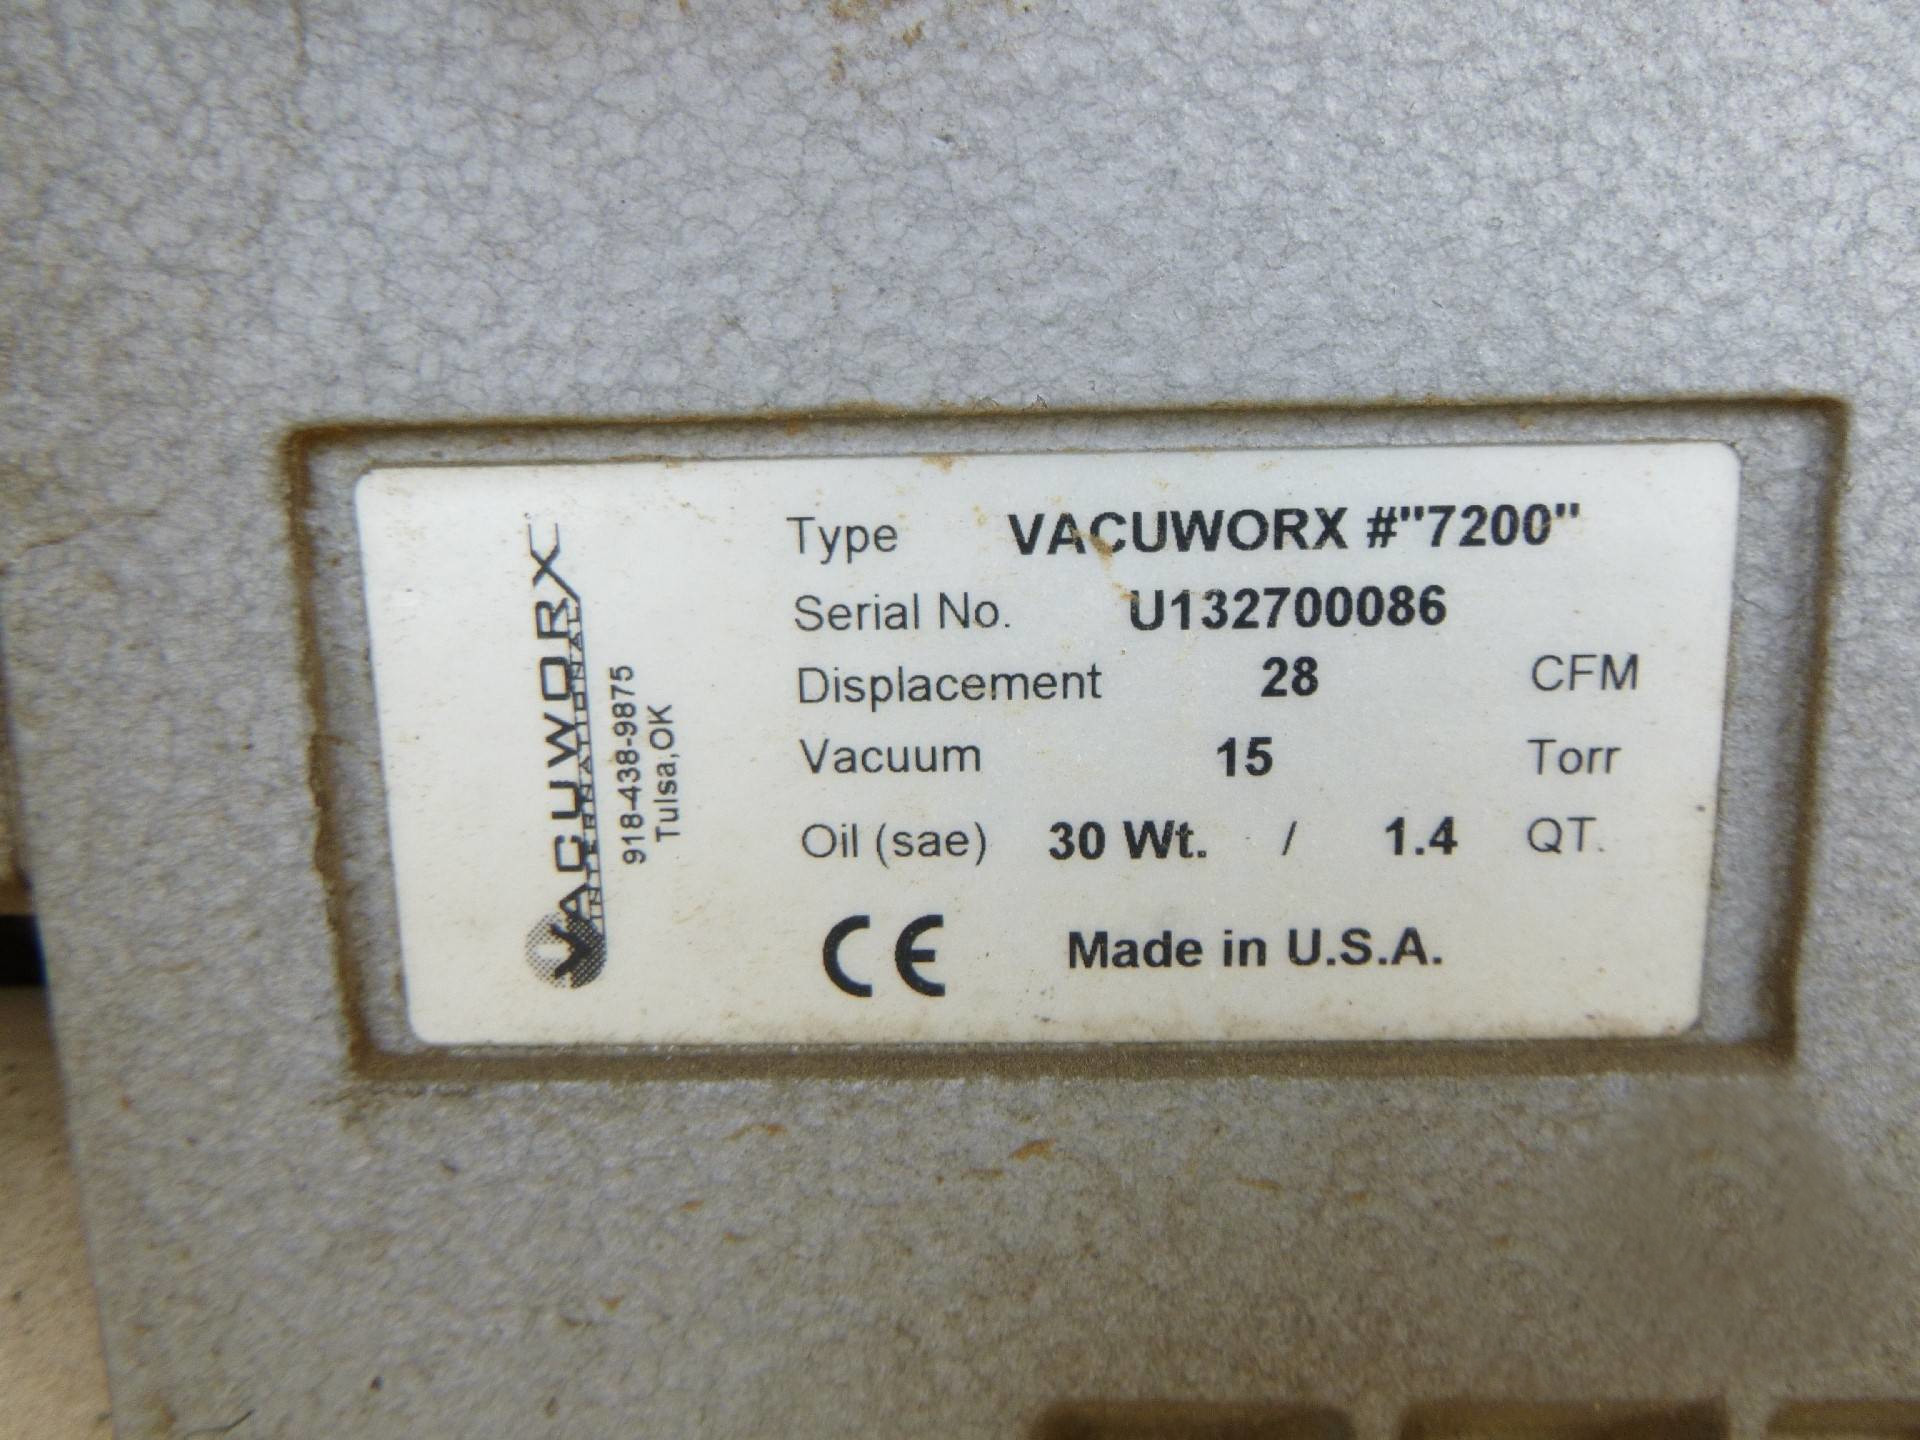 VACUWORX
INTERNATIONAL
918-438-9875
Tulsa,OK
Type VACUWORX #"7200"
Serial No. U132700086
Displacement 28 CFM
Vacuum 15 Torr
Oil (sae) 30 Wt. / 1.4 QT.
CE Made in U.S.A.